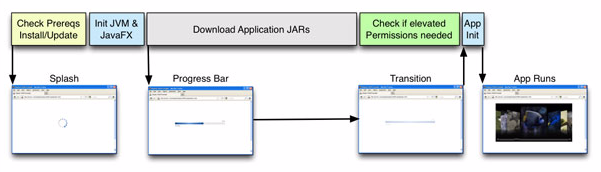 Check Prereqs
Install/Update
Init JVM &
JavaFX
Download Application JARs
Check if elevated
Permissions needed
App
Init
Splash
Progress Bar
Transition
App Runs